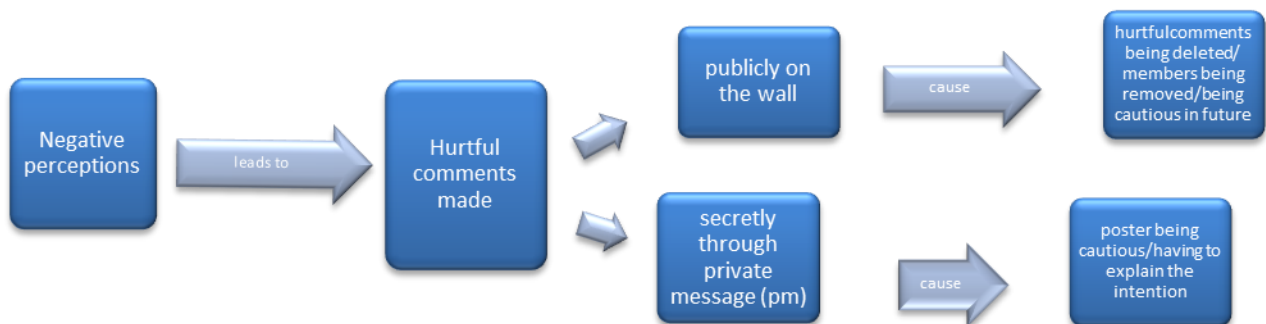 Negative
perceptions
leads to
Hurtful
comments
made
publicly on
the wall
cause
hurtfulcomments
being deleted/
members being
removed/being
cautious in future
secretly
through
private
message (pm)
cause
poster being
cautious/having to
explain the
intention